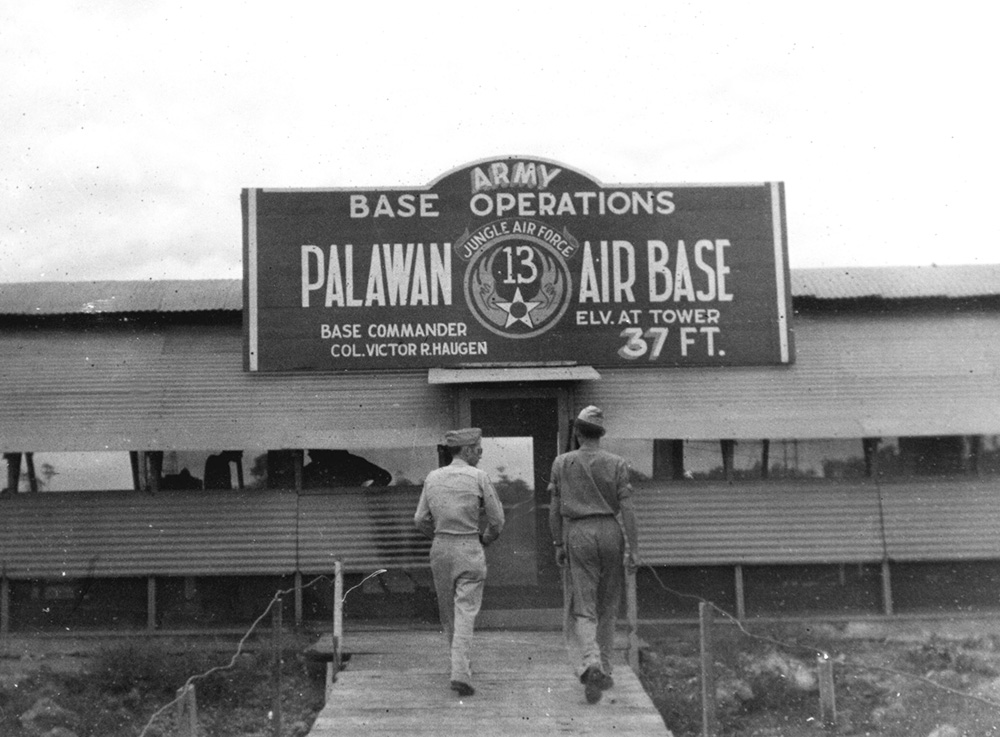 ARMY
BASE OPERATIONS
PALAWAN AIR BASE
JUNGLE AIR FORCE
13
BASE COMMANDER
COL. VICTOR R. HAUGEN
ELV. AT TOWER
37 FT.